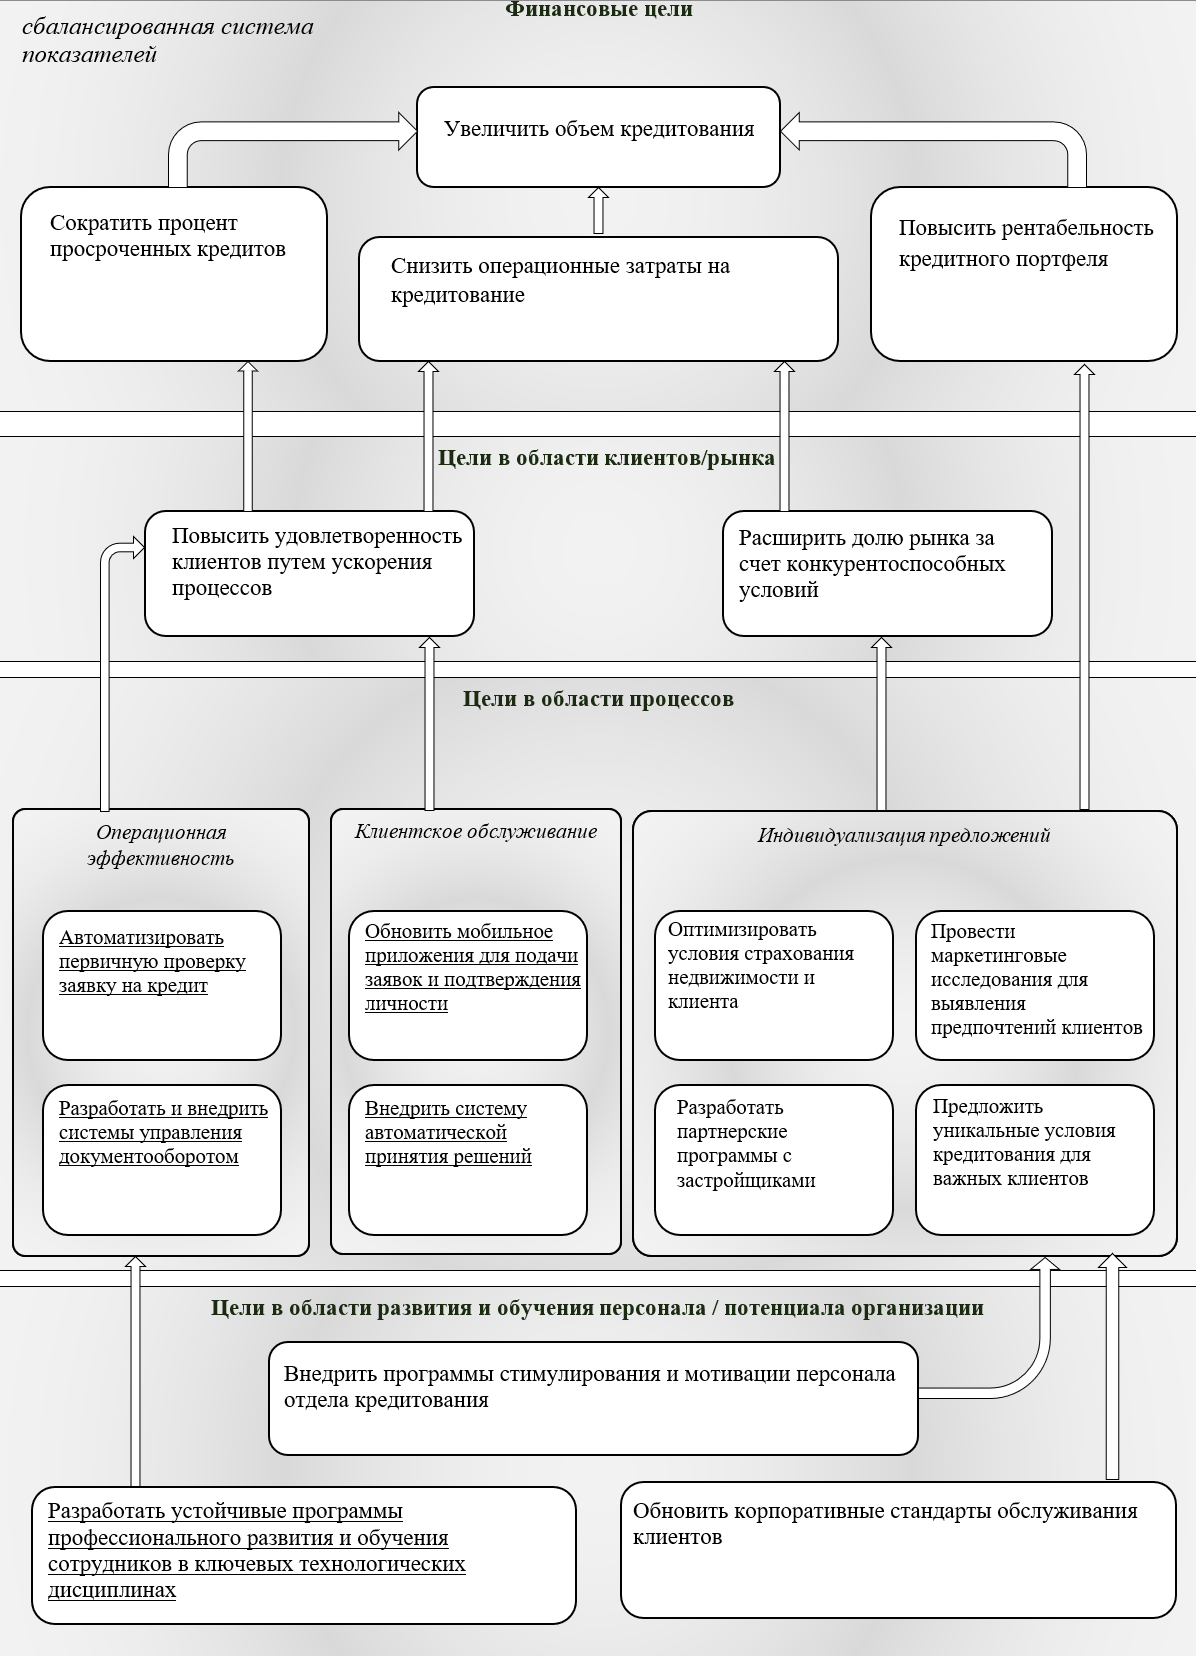 Финансовые цели
сбалансированная система
показателей
Увеличить объем кредитования
Сократить процент
просроченных кредитов
Снизить операционные затраты на
кредитование
Повысить рентабельность
кредитного портфеля
Цели в области клиентов/рынка
Повысить удовлетворенность
клиентов путем ускорения
процессов
Расширить долю рынка за
счет конкурентоспособных
условий
Цели в области процессов
Операционная
эффективность
Автоматизировать
первичную проверку
заявку на кредит
Разработать и внедрить
системы управления
документооборотом
Клиентское обслуживание
Обновить мобильное
приложения для подачи
заявок и подтверждения
личности
Внедрить систему
автоматической
принятия решений
Индивидуализация предложений
Оптимизировать
условия страхования
недвижимости и
клиента
Провести
маркетинговые
исследования для
выявления
предпочтений клиентов
Разработать
партнерские
программы с
застройщиками
Предложить
уникальные условия
кредитования для
важных клиентов
Цели в области развития и обучения персонала / потенциала организации
Внедрить программы стимулирования и мотивации персонала
отдела кредитования
Разработать устойчивые программы
профессионального развития и обучения
сотрудников в ключевых технологических
дисциплинах
Обновить корпоративные стандарты обслуживания
клиентов